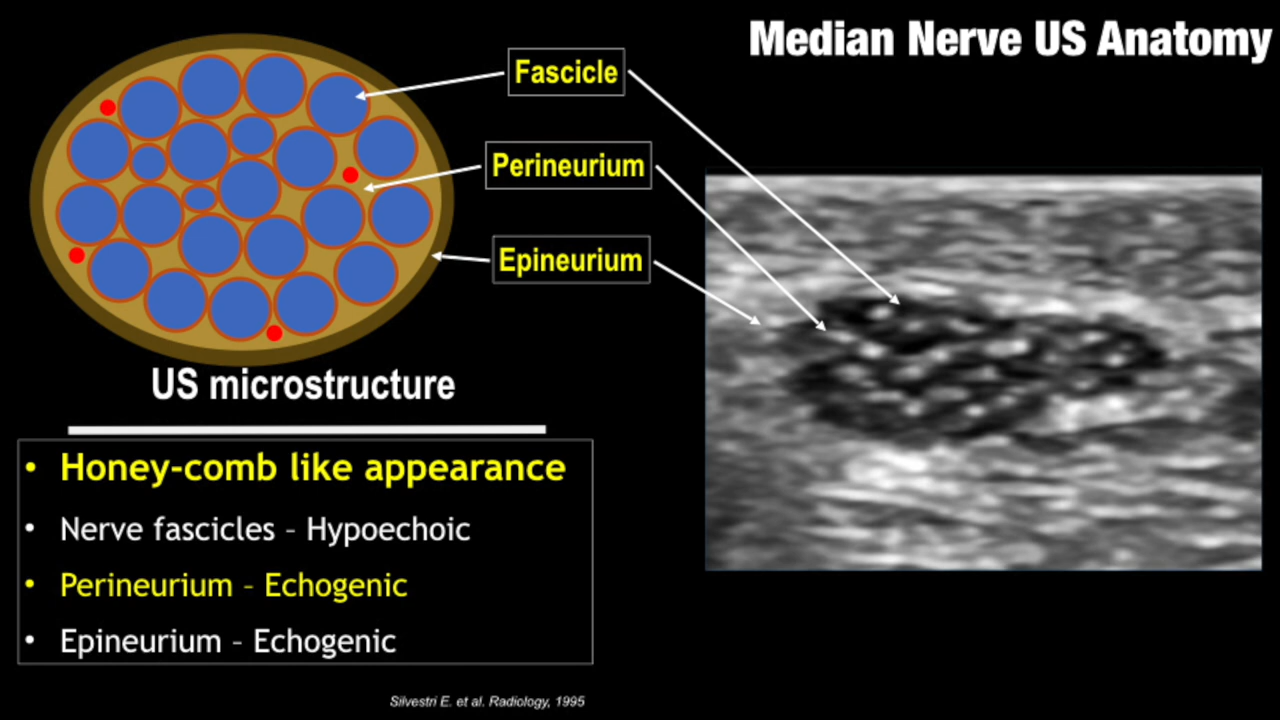 Median Nerve US Anatomy
Fascicle
Perineurium
Epineurium
US microstructure
• Honey-comb like appearance
• Nerve fascicles – Hypoechoic
• Perineurium – Echogenic
• Epineurium – Echogenic
Silvestri E. et al. Radiology, 1995